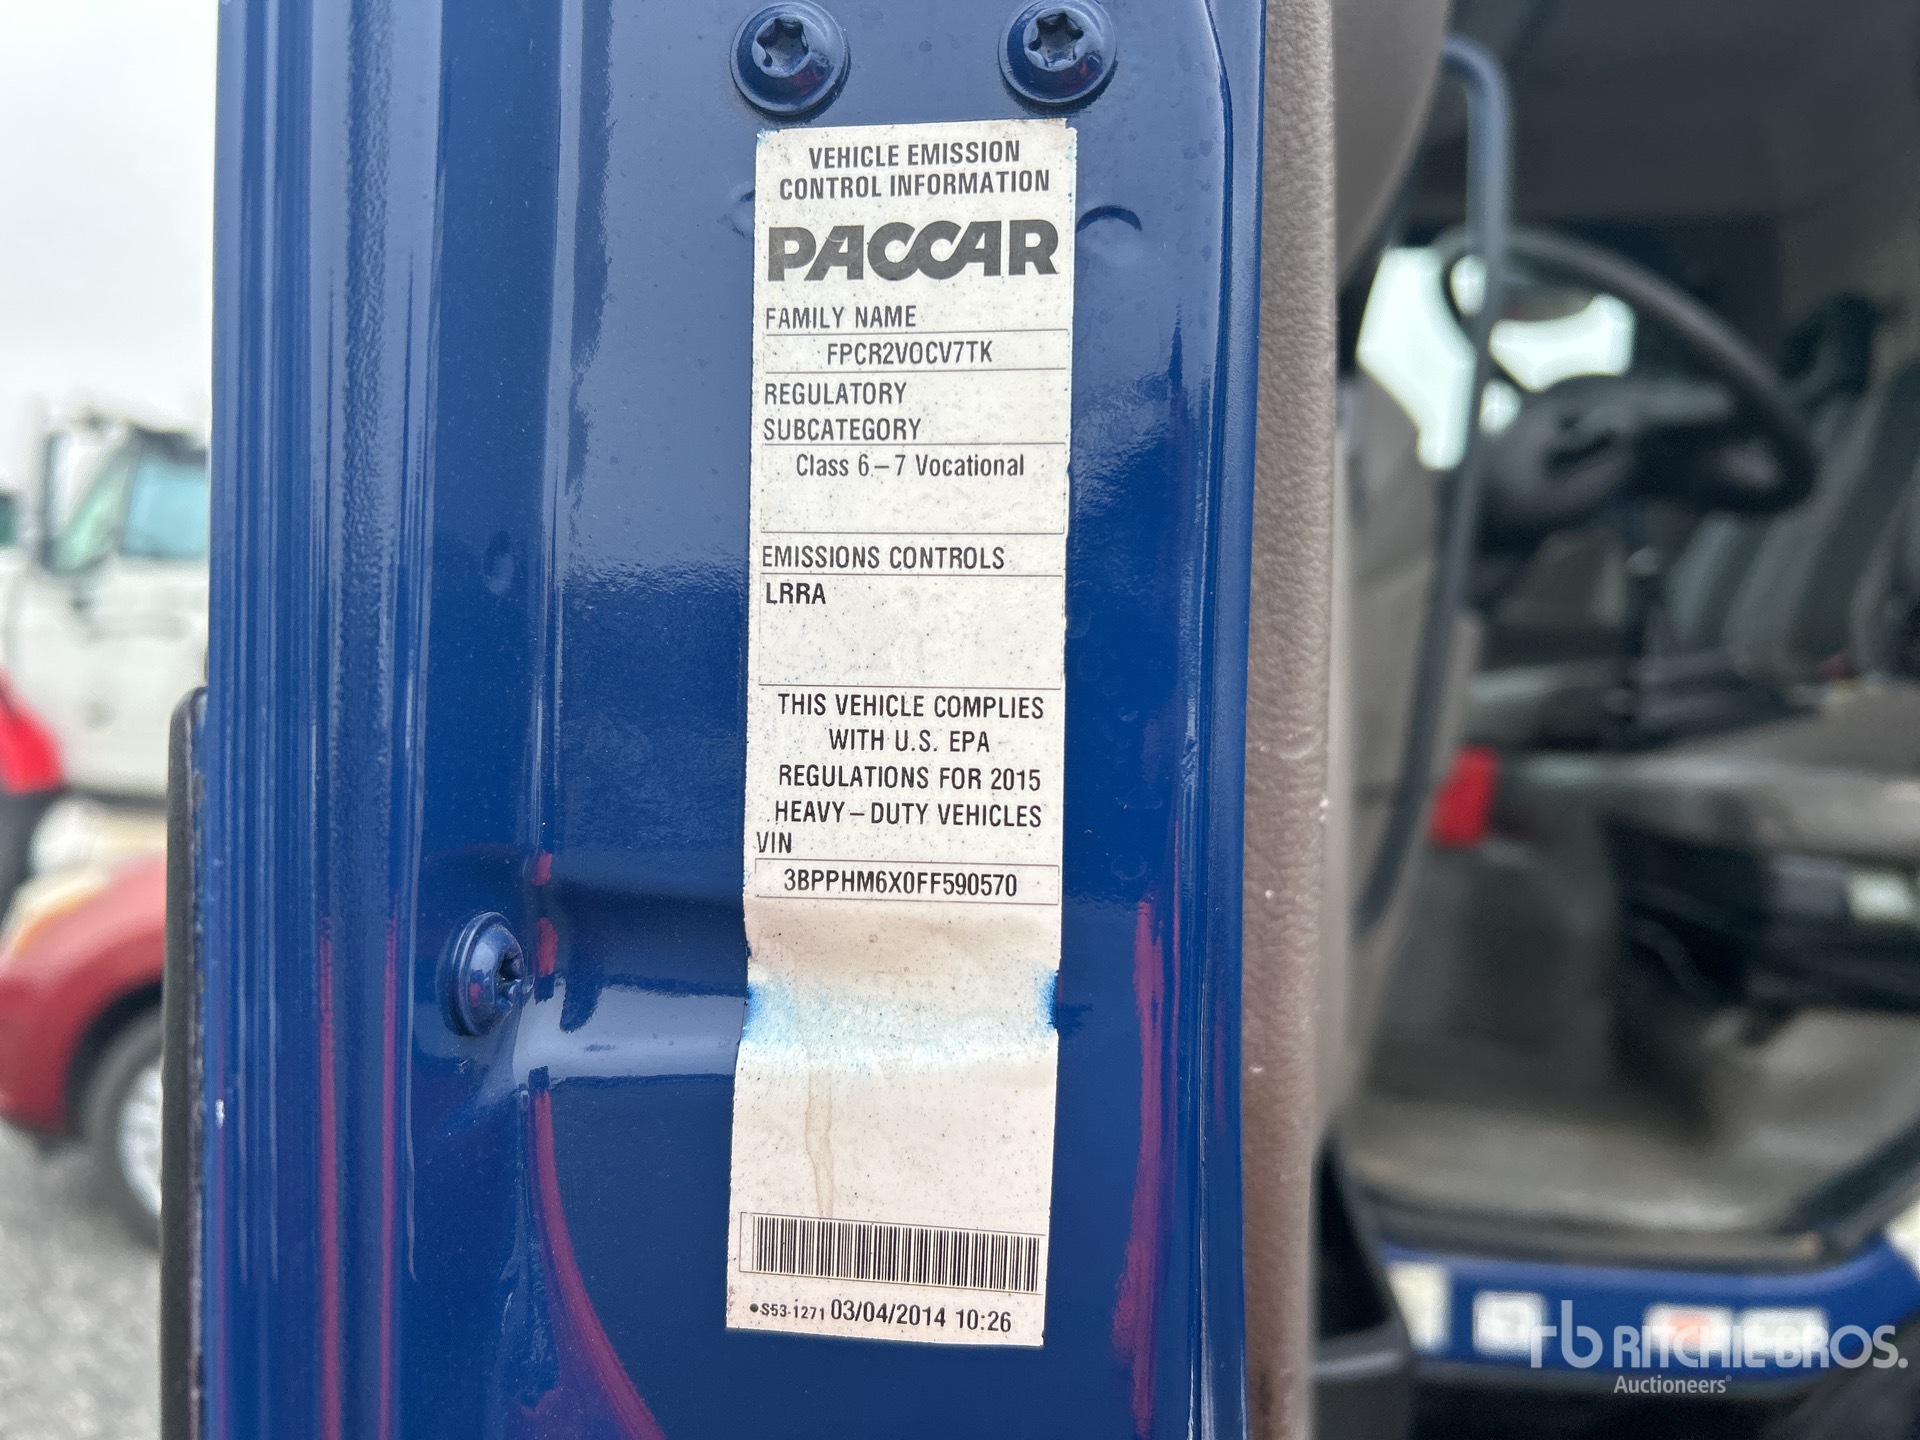 VEHICLE EMISSION
CONTROL INFORMATION
PACCAR
FAMILY NAME
FPCR2VOCV7TK
REGULATORY
SUBCATEGORY
Class 6–7 Vocational
EMISSIONS CONTROLS
LRRA
THIS VEHICLE COMPLIES
WITH U.S. EPA
REGULATIONS FOR 2015
HEAVY–DUTY VEHICLES
VIN
3BPPHM6X0FF590570
•S53-1271 03/04/2014 10:26
rb RITCHIE BROS.
Auctioneers